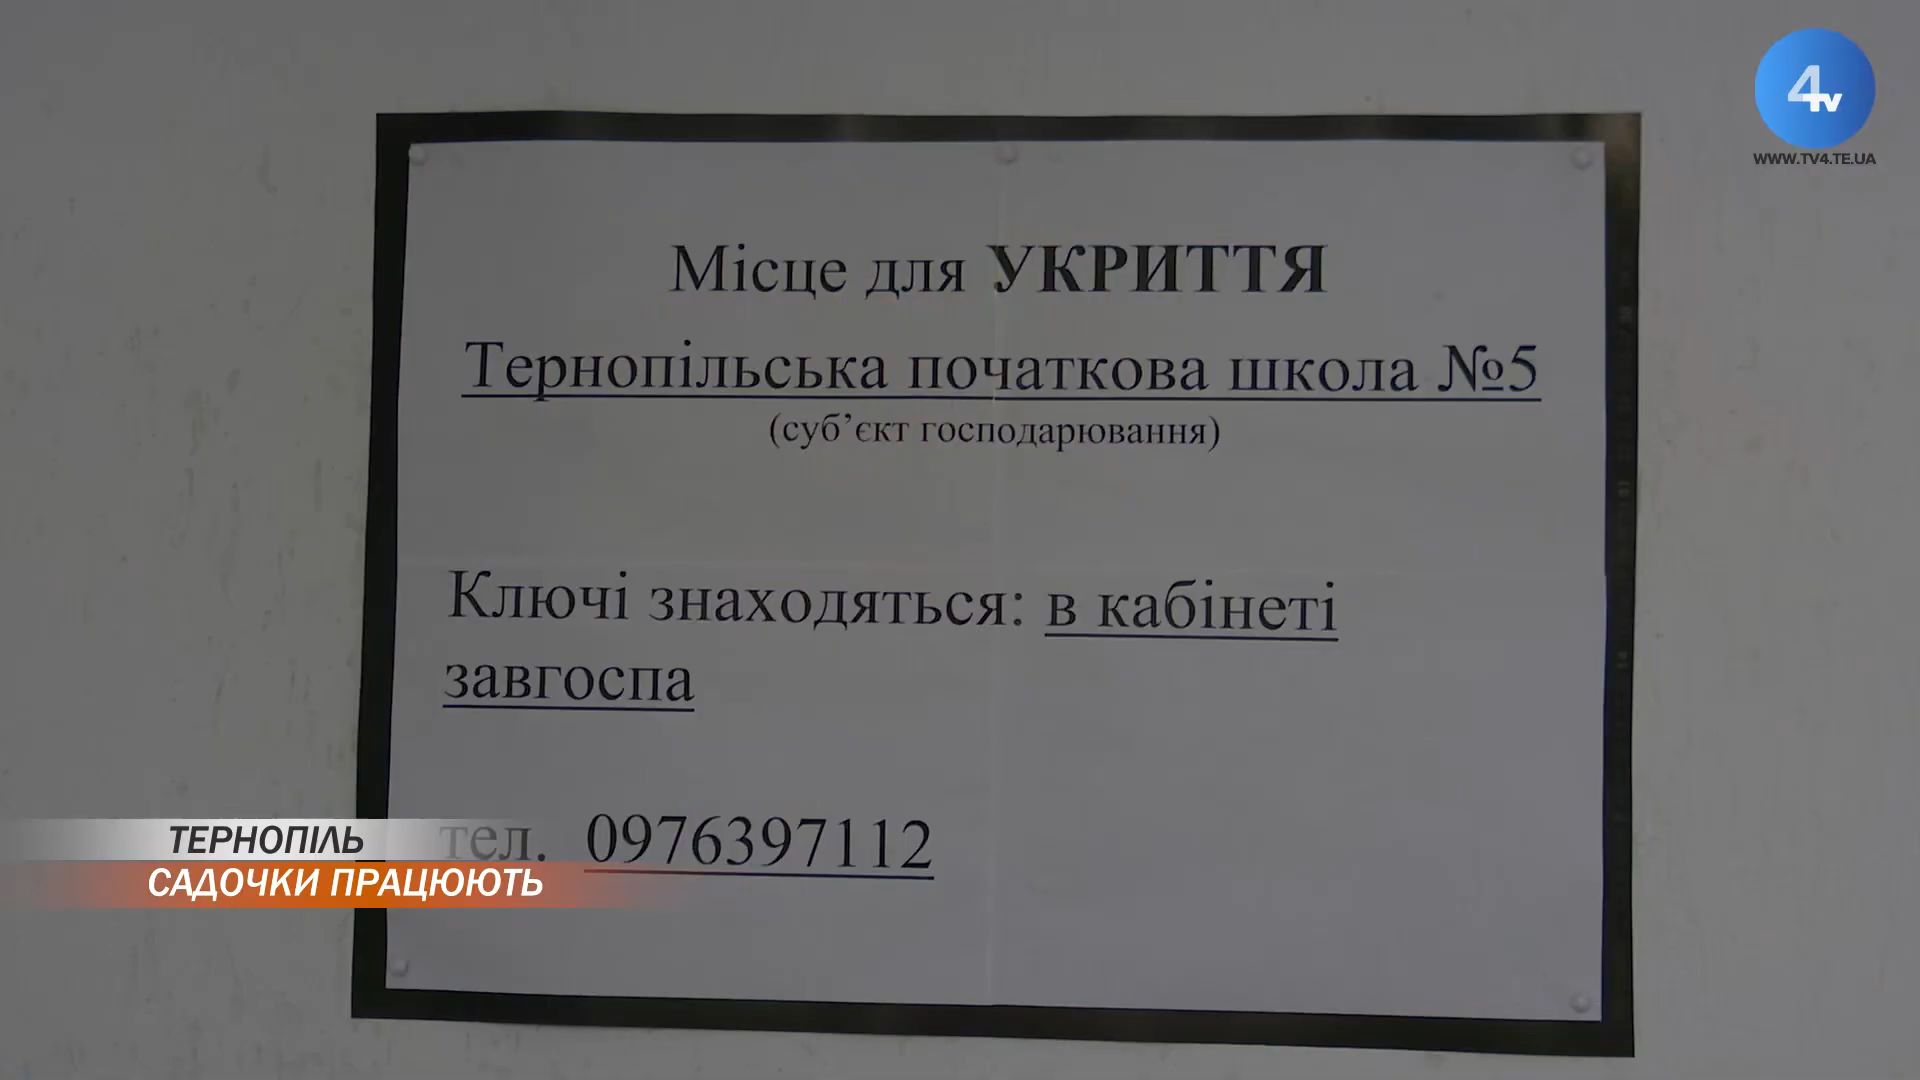 4tv
WWW.TV4.TE.UA
Місце для УКРИТТЯ
Тернопільська початкова школа №5
(суб’єкт господарювання)
Ключі знаходяться: в кабінеті
завгоспа
тел. 0976397112
ТЕРНОПІЛЬ
САДОЧКИ ПРАЦЮЮТЬ